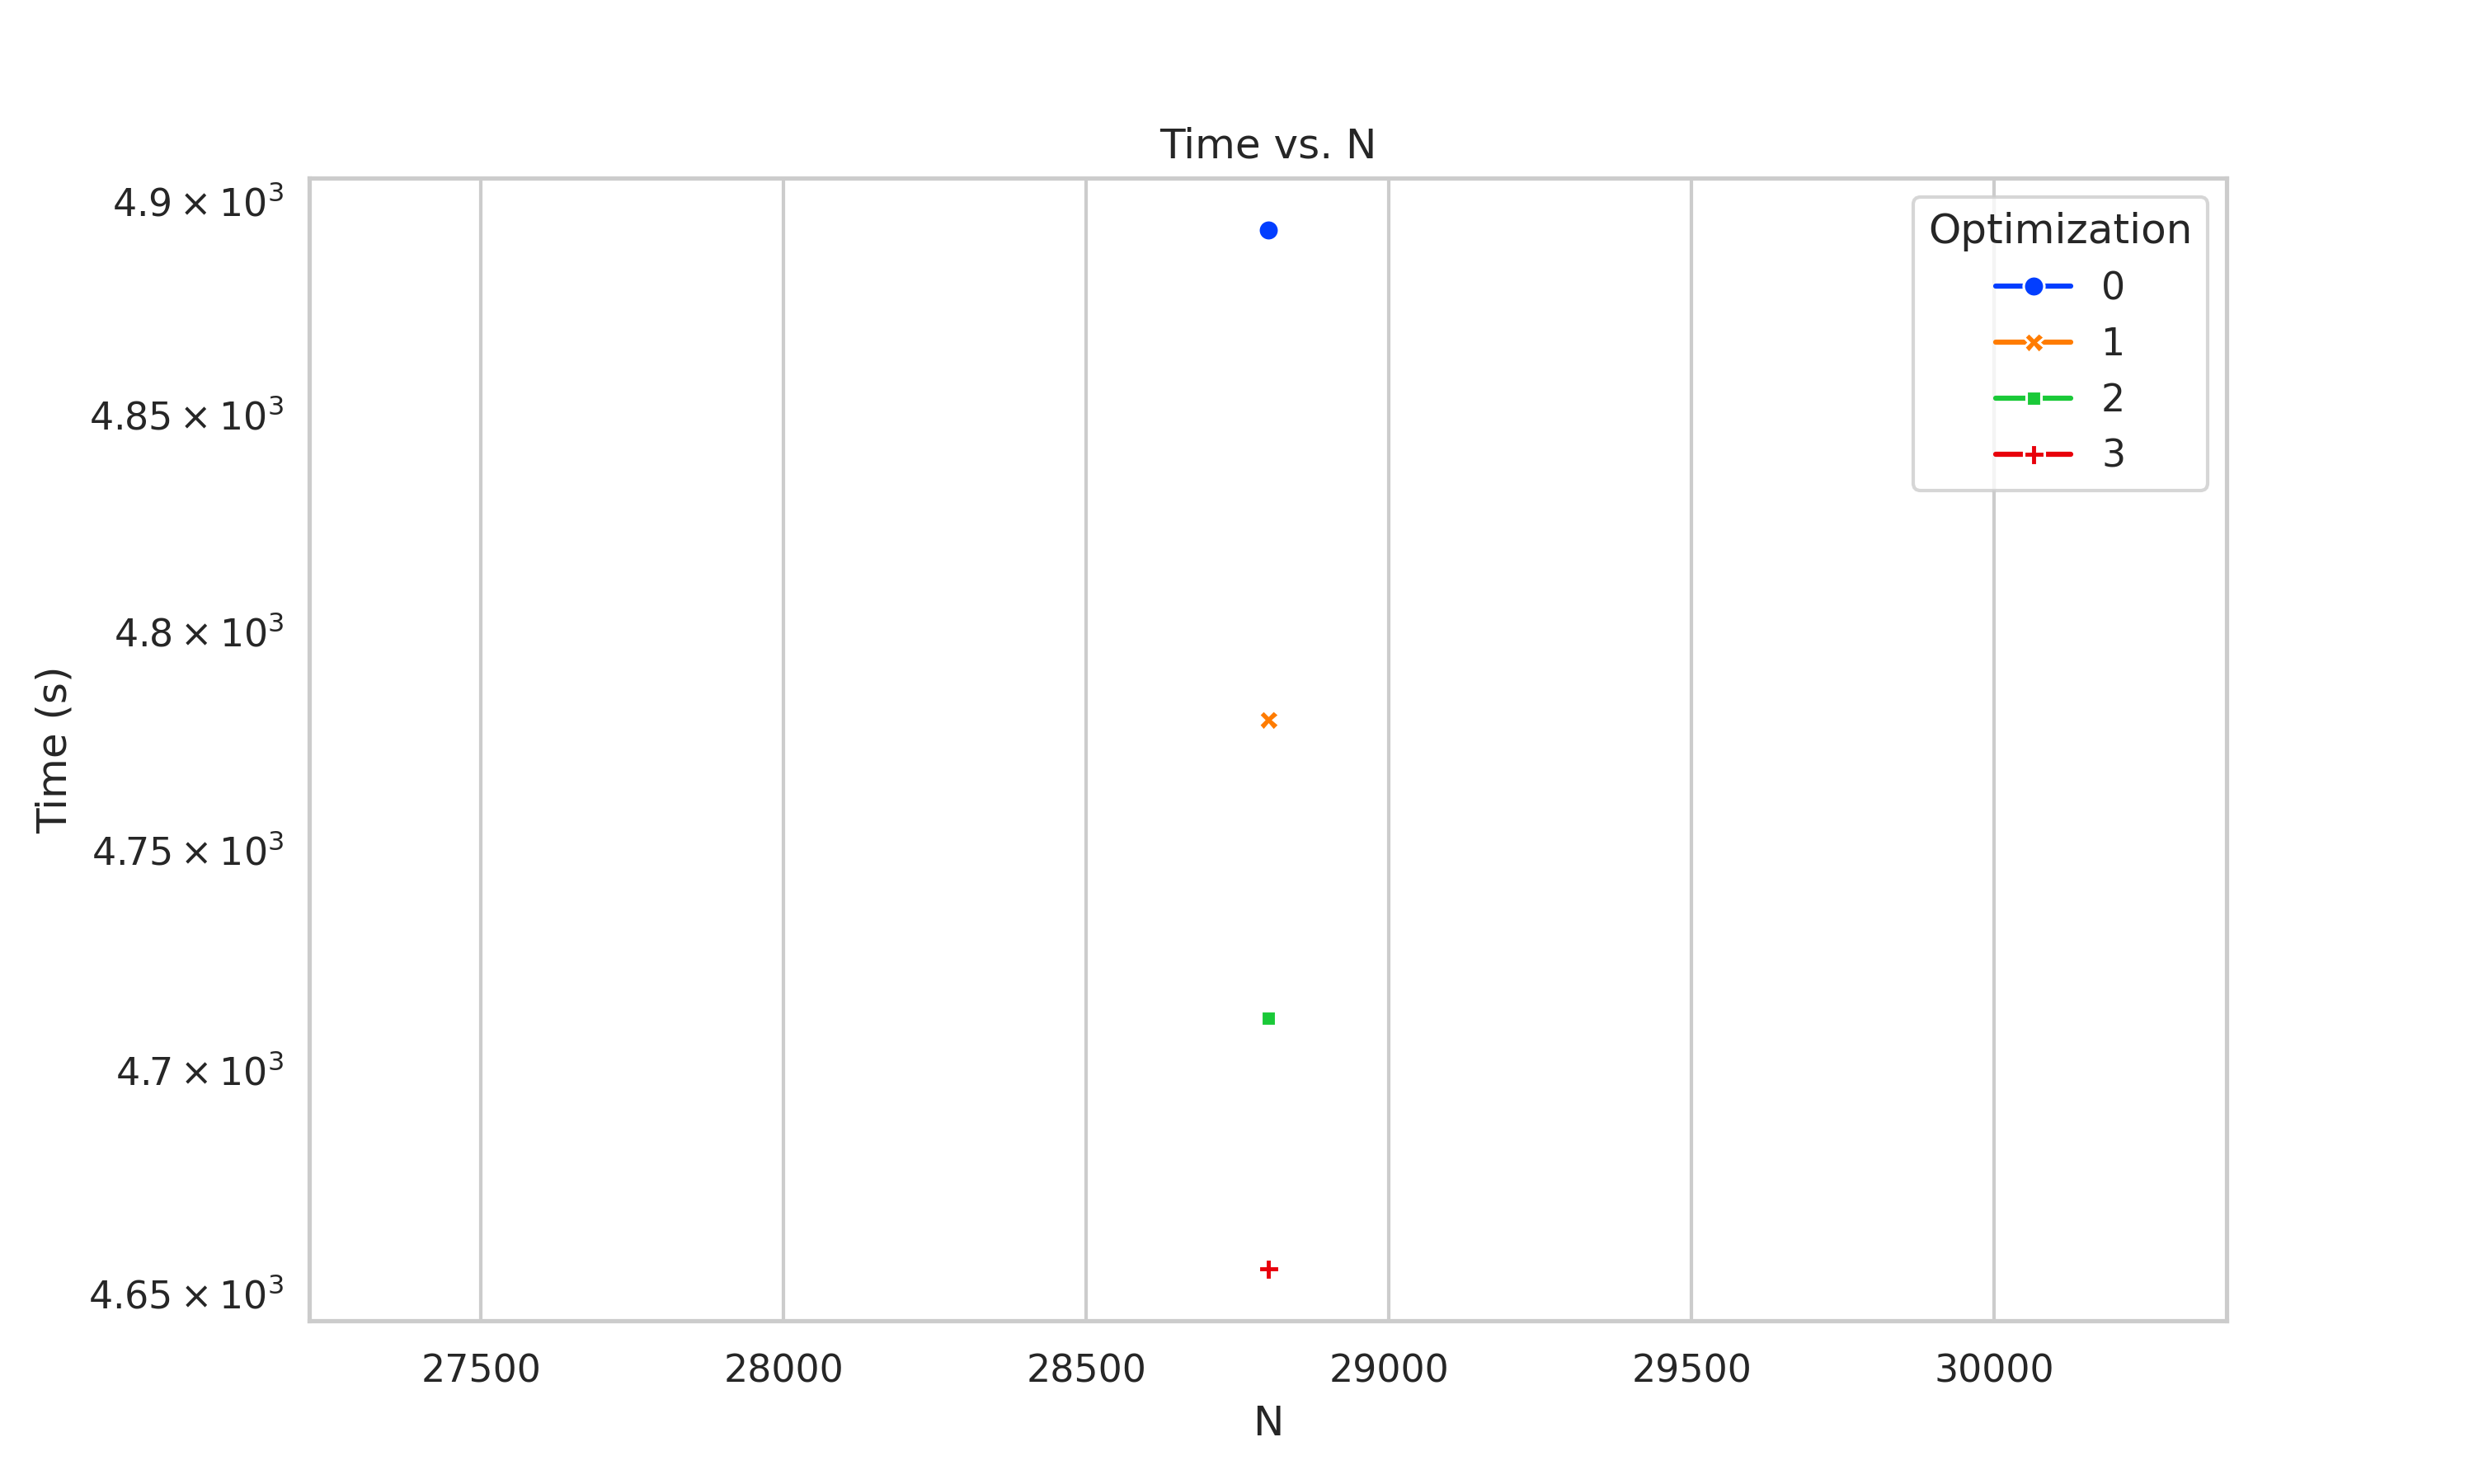 Time vs. N
4.9 × 10³
4.85 × 10³
4.8 × 10³
4.75 × 10³
4.7 × 10³
4.65 × 10³
Time (s)
Optimization
0
1
2
3
27500 28000 28500 29000 29500 30000
N